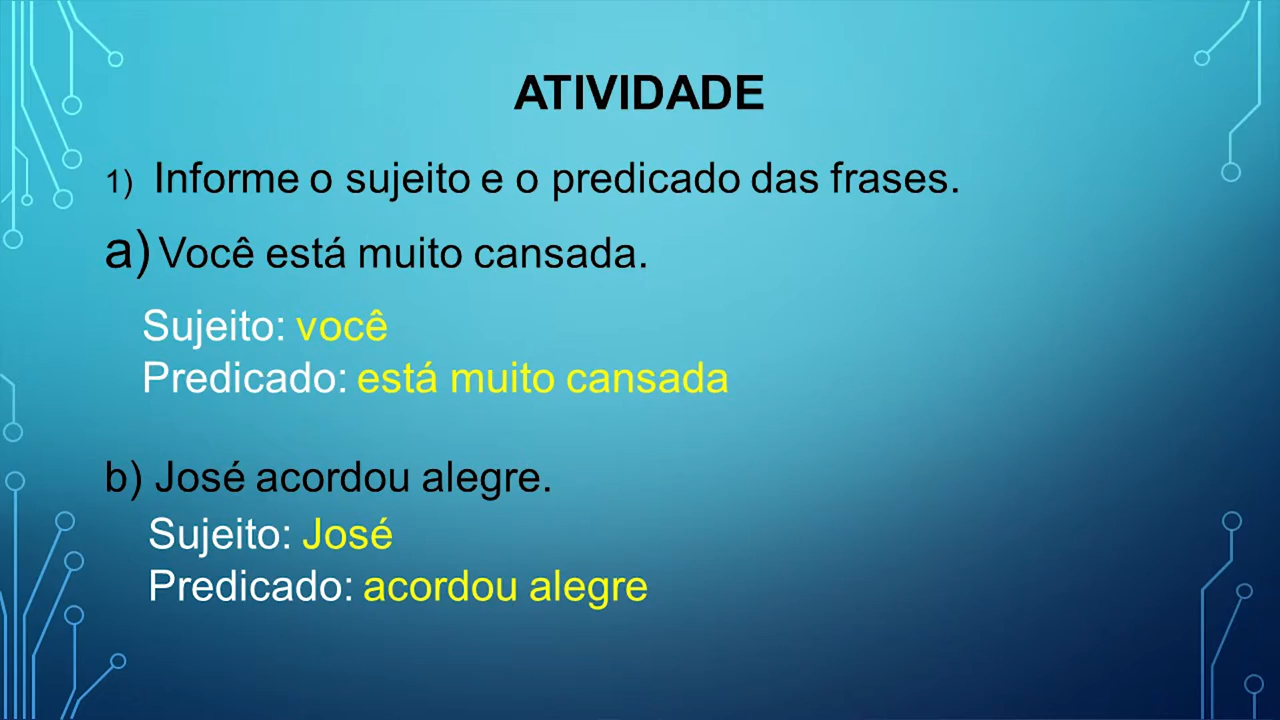 ATIVIDADE
1) Informe o sujeito e o predicado das frases.
a) Você está muito cansada.
Sujeito: você
Predicado: está muito cansada
b) José acordou alegre.
Sujeito: José
Predicado: acordou alegre